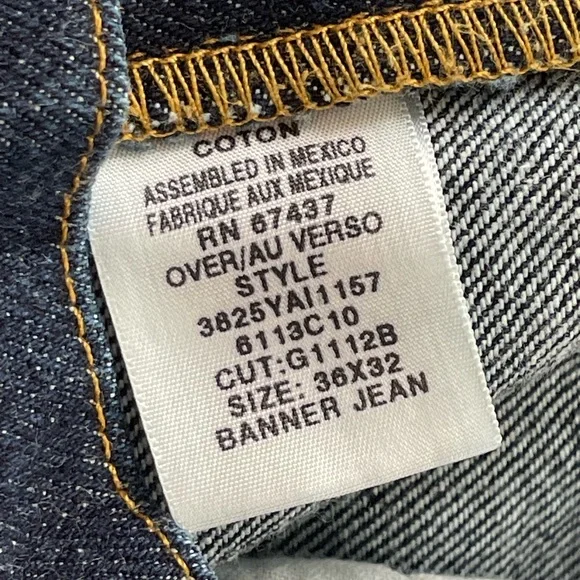 COTON
ASSEMBLED IN MEXICO
FABRIQUE AUX MEXIQUE
RN 67437
OVER/AU VERSO
STYLE
3825YAI1157
6113C10
CUT:G1112B
SIZE: 36X32
BANNER JEAN